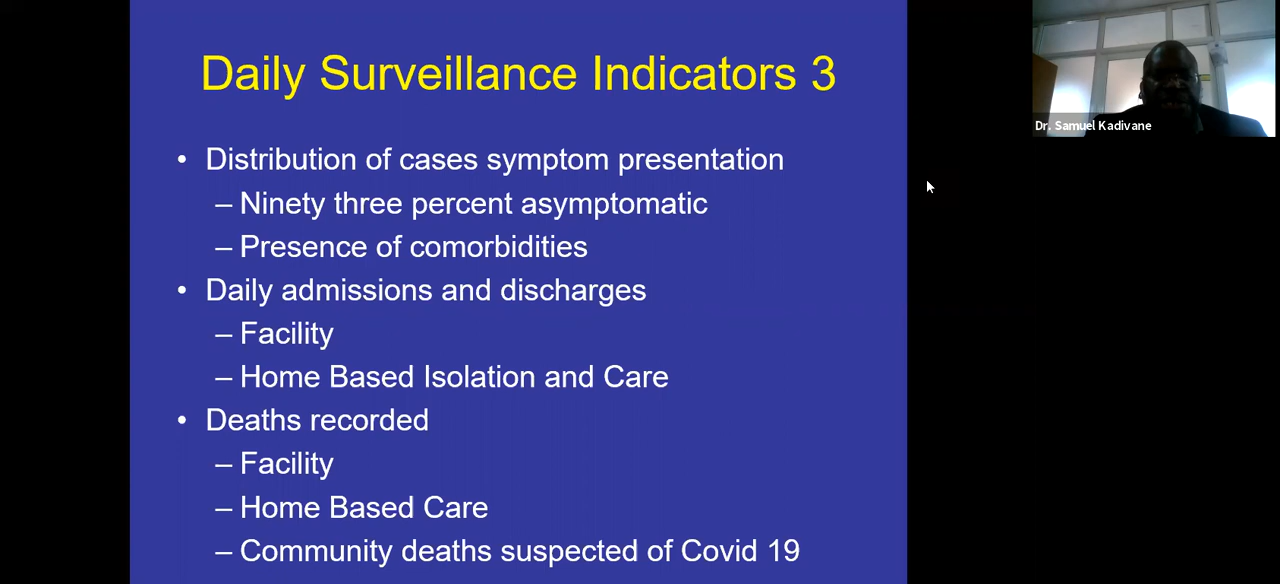 Daily Surveillance Indicators 3
• Distribution of cases symptom presentation
– Ninety three percent asymptomatic
– Presence of comorbidities
• Daily admissions and discharges
– Facility
– Home Based Isolation and Care
• Deaths recorded
– Facility
– Home Based Care
– Community deaths suspected of Covid 19
Dr. Samuel Kadivane